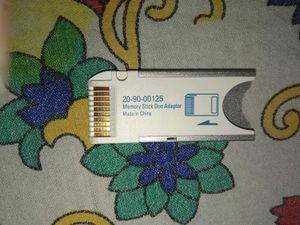 20-90-00125
Memory Stick Duo Adaptor
Made in China